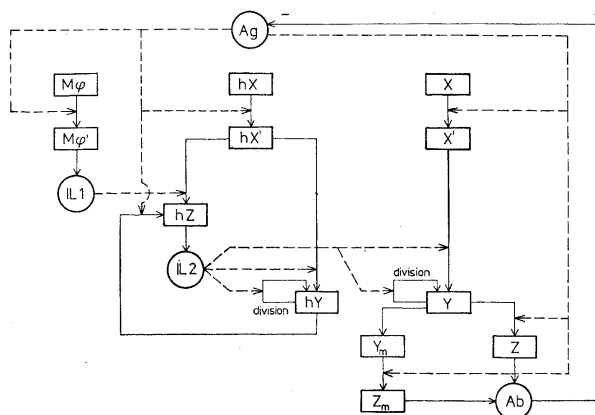 −
Ag
Mφ
hX
X
Mφ'
hX'
X'
IL1
hZ
IL2
division
division
hY
Y
Ym
Z
Zm
Ab